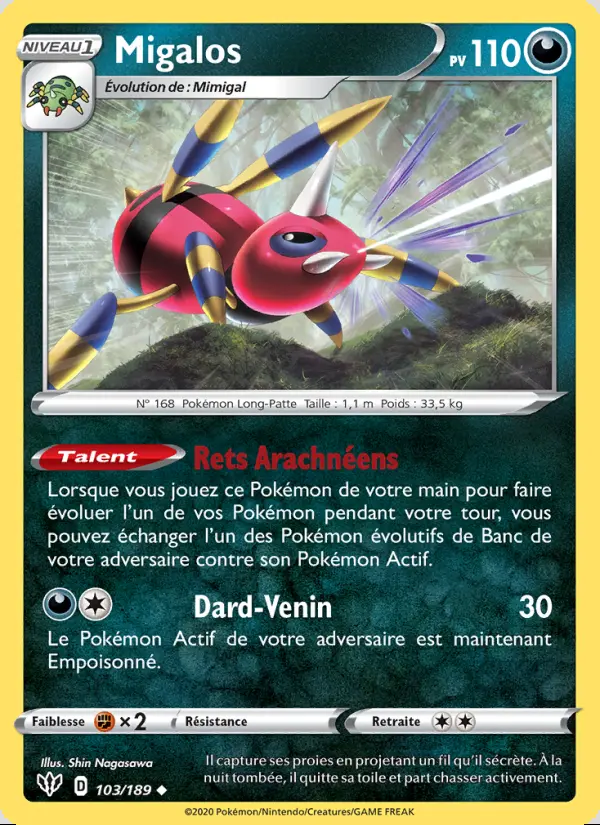 NIVEAU 1
Migalos
PV 110
Évolution de : Mimigal
N° 168 Pokémon Long-Patte Taille : 1,1 m Poids : 33,5 kg
Talent Rets Arachnéens
Lorsque vous jouez ce Pokémon de votre main pour faire
évoluer l'un de vos Pokémon pendant votre tour, vous
pouvez échanger l'un des Pokémon évolutifs de Banc de
votre adversaire contre son Pokémon Actif.
Dard-Venin 30
Le Pokémon Actif de votre adversaire est maintenant
Empoisonné.
Faiblesse ×2 Résistance Retraite
Illus. Shin Nagasawa
D 103/189
Il capture ses proies en projetant un fil qu'il sécrète. À la
nuit tombée, il quitte sa toile et part chasser activement.
©2020 Pokémon/Nintendo/Creatures/GAME FREAK